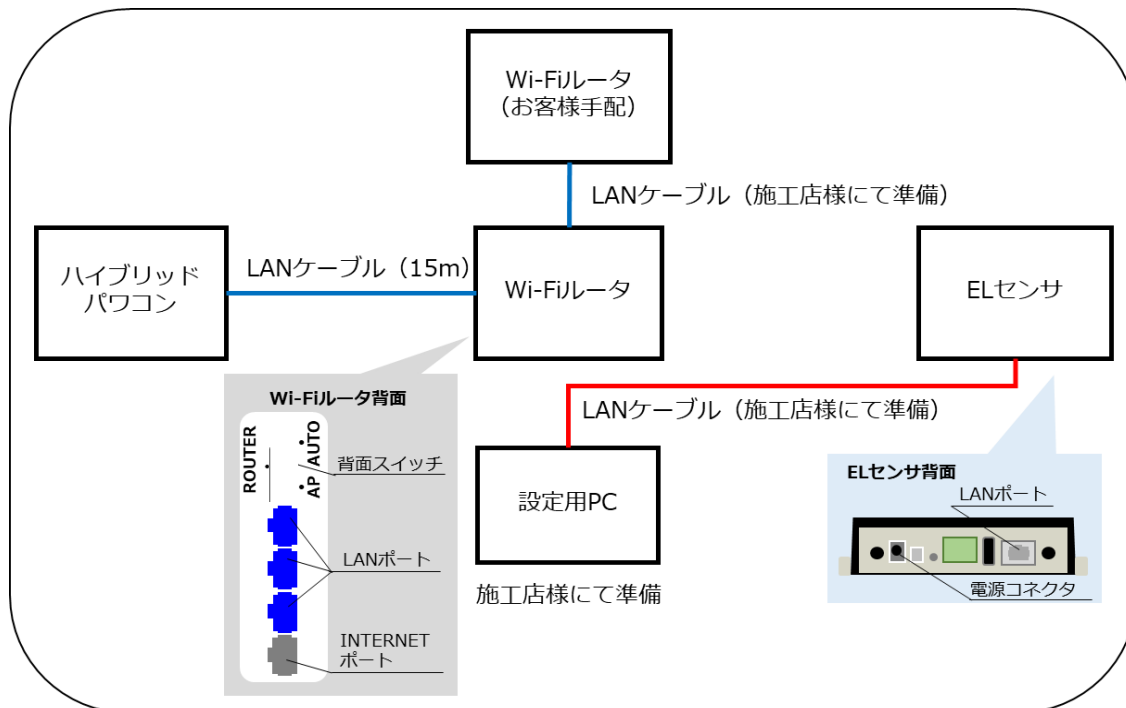 Wi-Fiルータ
（お客様手配）
LANケーブル（施工店様にて準備）
ハイブリッド
パワコン
LANケーブル（15m）
Wi-Fiルータ
ELセンサ
LANケーブル（施工店様にて準備）
設定用PC
施工店様にて準備
Wi-Fiルータ背面
ROUTER
AUTO
AP
背面スイッチ
LANポート
INTERNET
ポート
ELセンサ背面
LANポート
電源コネクタ